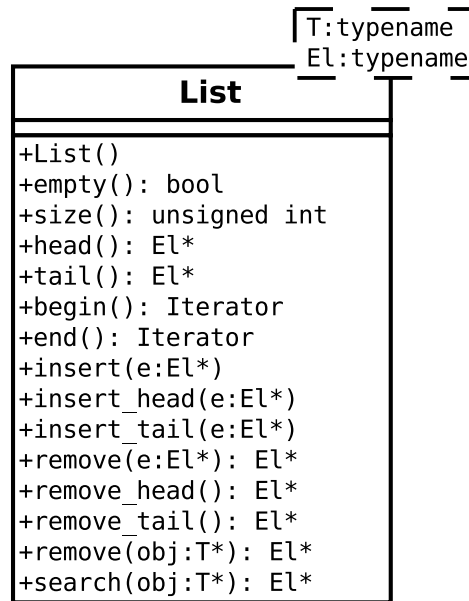 T:typename
El:typename
List
+List()
+empty(): bool
+size(): unsigned int
+head(): El*
+tail(): El*
+begin(): Iterator
+end(): Iterator
+insert(e:El*)
+insert_head(e:El*)
+insert_tail(e:El*)
+remove(e:El*): El*
+remove_head(): El*
+remove_tail(): El*
+remove(obj:T*): El*
+search(obj:T*): El*